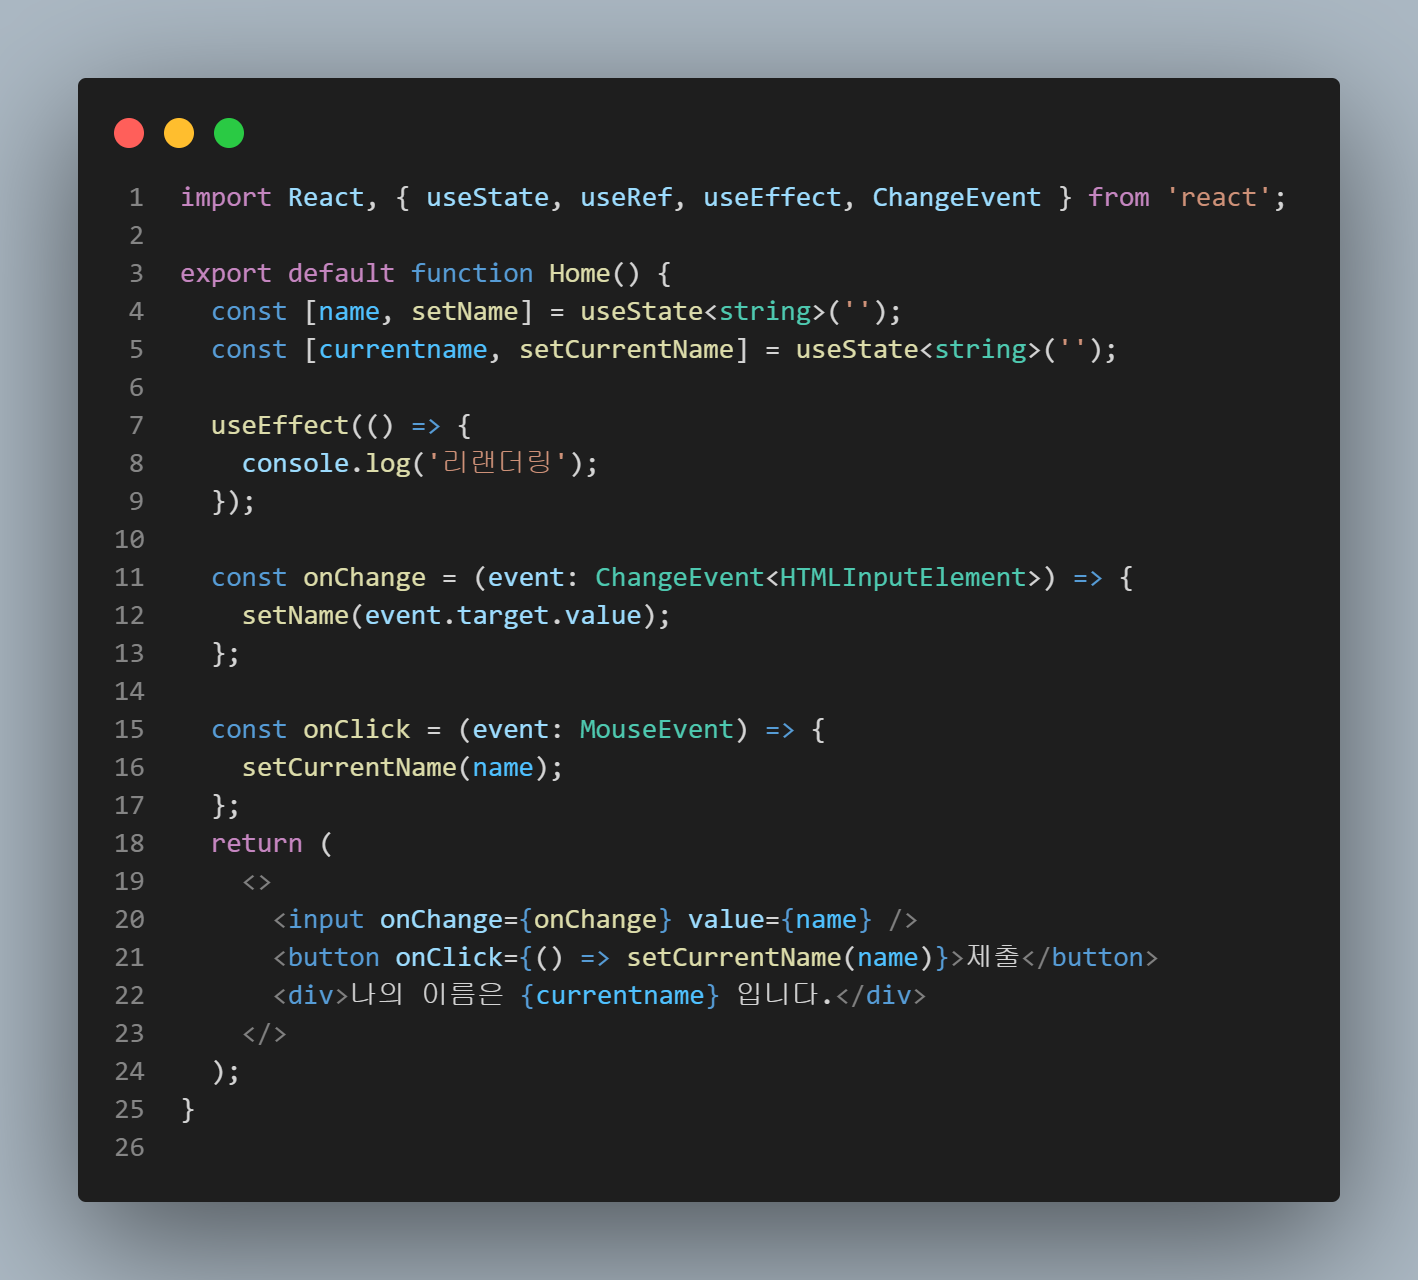 1 import React, { useState, useRef, useEffect, ChangeEvent } from 'react';
2
3 export default function Home() {
4   const [name, setName] = useState<string>('');
5   const [currentname, setCurrentName] = useState<string>('');
6
7   useEffect(() => {
8     console.log('리랜더링');
9   });
10
11   const onChange = (event: ChangeEvent<HTMLInputElement>) => {
12     setName(event.target.value);
13   };
14
15   const onClick = (event: MouseEvent) => {
16     setCurrentName(name);
17   };
18   return (
19     <>
20       <input onChange={onChange} value={name} />
21       <button onClick={() => setCurrentName(name)}>제출</button>
22       <div>나의 이름은 {currentname} 입니다.</div>
23     </>
24   );
25 }
26